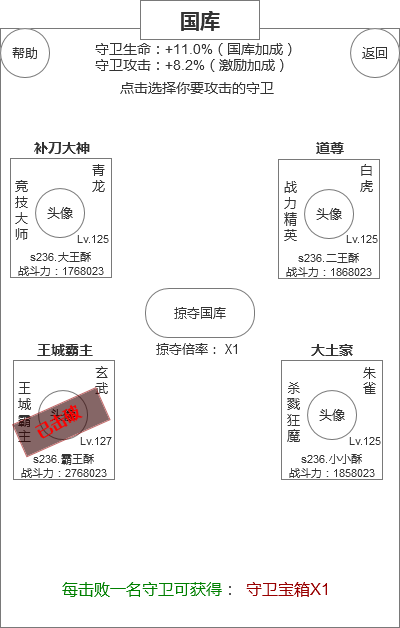 国库
帮助
返回
守卫生命：+11.0%（国库加成）
守卫攻击：+8.2%（激励加成）
点击选择你要攻击的守卫
补刀大神
竞技大师
青龙
头像
Lv.125
s236.大王酥
战斗力：1768023
道尊
战力精英
白虎
头像
Lv.125
s236.二王酥
战斗力：1868023
掠夺国库
掠夺倍率： X1
王城霸主
王城霸主
玄武
头像
已击破
Lv.127
s236.霸王酥
战斗力：2768023
大土豪
杀戮狂魔
朱雀
头像
Lv.125
s236.小小酥
战斗力：1858023
每击败一名守卫可获得： 守卫宝箱X1